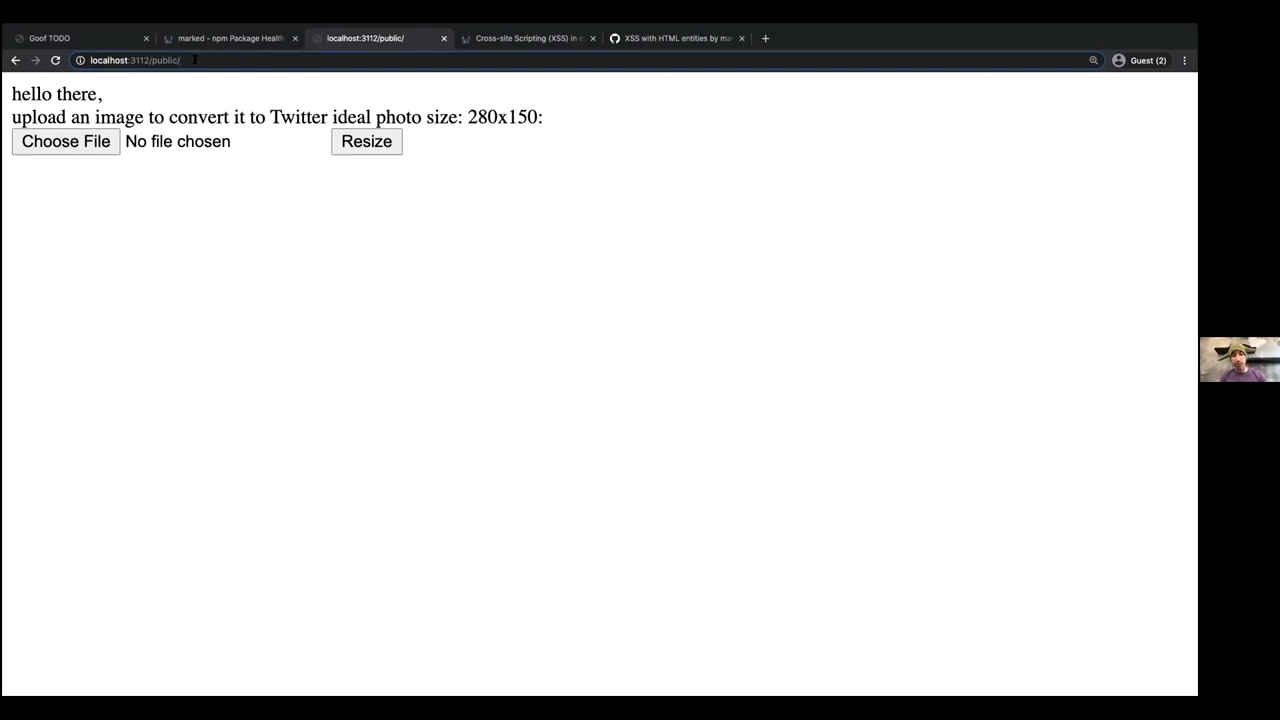 Goof TODO
marked - npm Package Health
localhost:3112/public/
Cross-site Scripting (XSS) in e
XSS with HTML entities by ma
localhost:3112/public/
Guest (2)
hello there,
upload an image to convert it to Twitter ideal photo size: 280x150:
Choose File No file chosen Resize